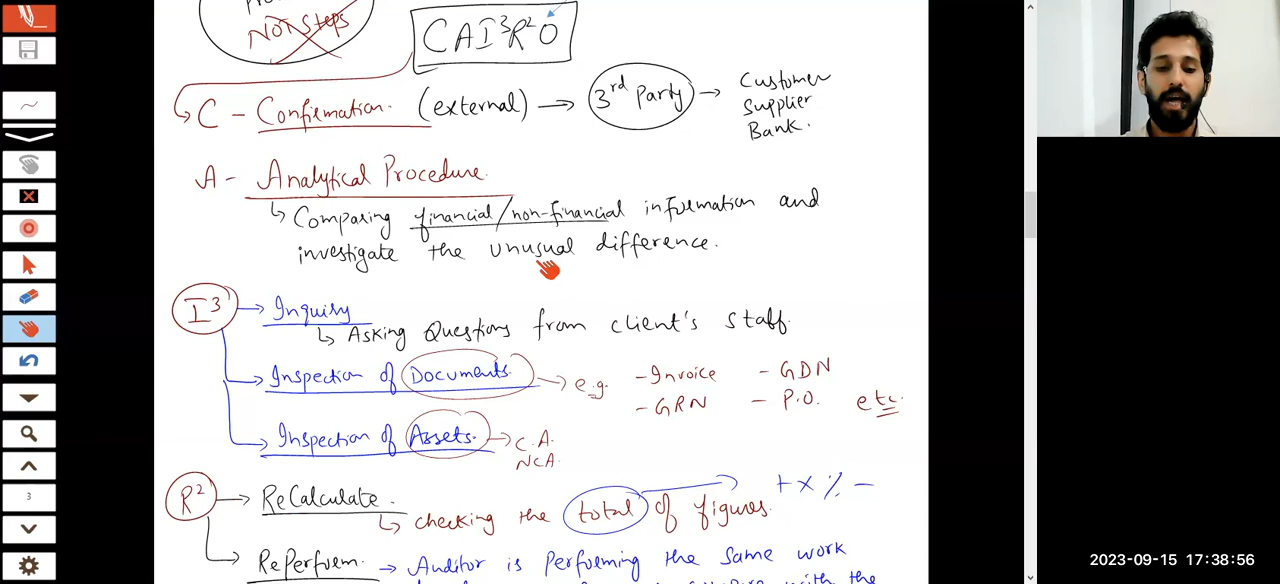 NOT Steps
CAI³R²O
C - Confirmation. (external) → 3rd Party → Customer
Supplier
Bank.
A - Analytical Procedure.
↳ Comparing financial/non-financial information and
investigate the unusual difference.
I³ → Inquiry
↳ Asking Questions from client's staff.
→ Inspection of Documents. → e.g. - Invoice - GDN
- GRN - P.O. etc.
→ Inspection of Assets. → C.A.
NCA.
R² → ReCalculate.
↳ checking the total of figures. → + × % -
→ RePerform. → Auditor is performing the same work
with the
3
2023-09-15 17:38:56